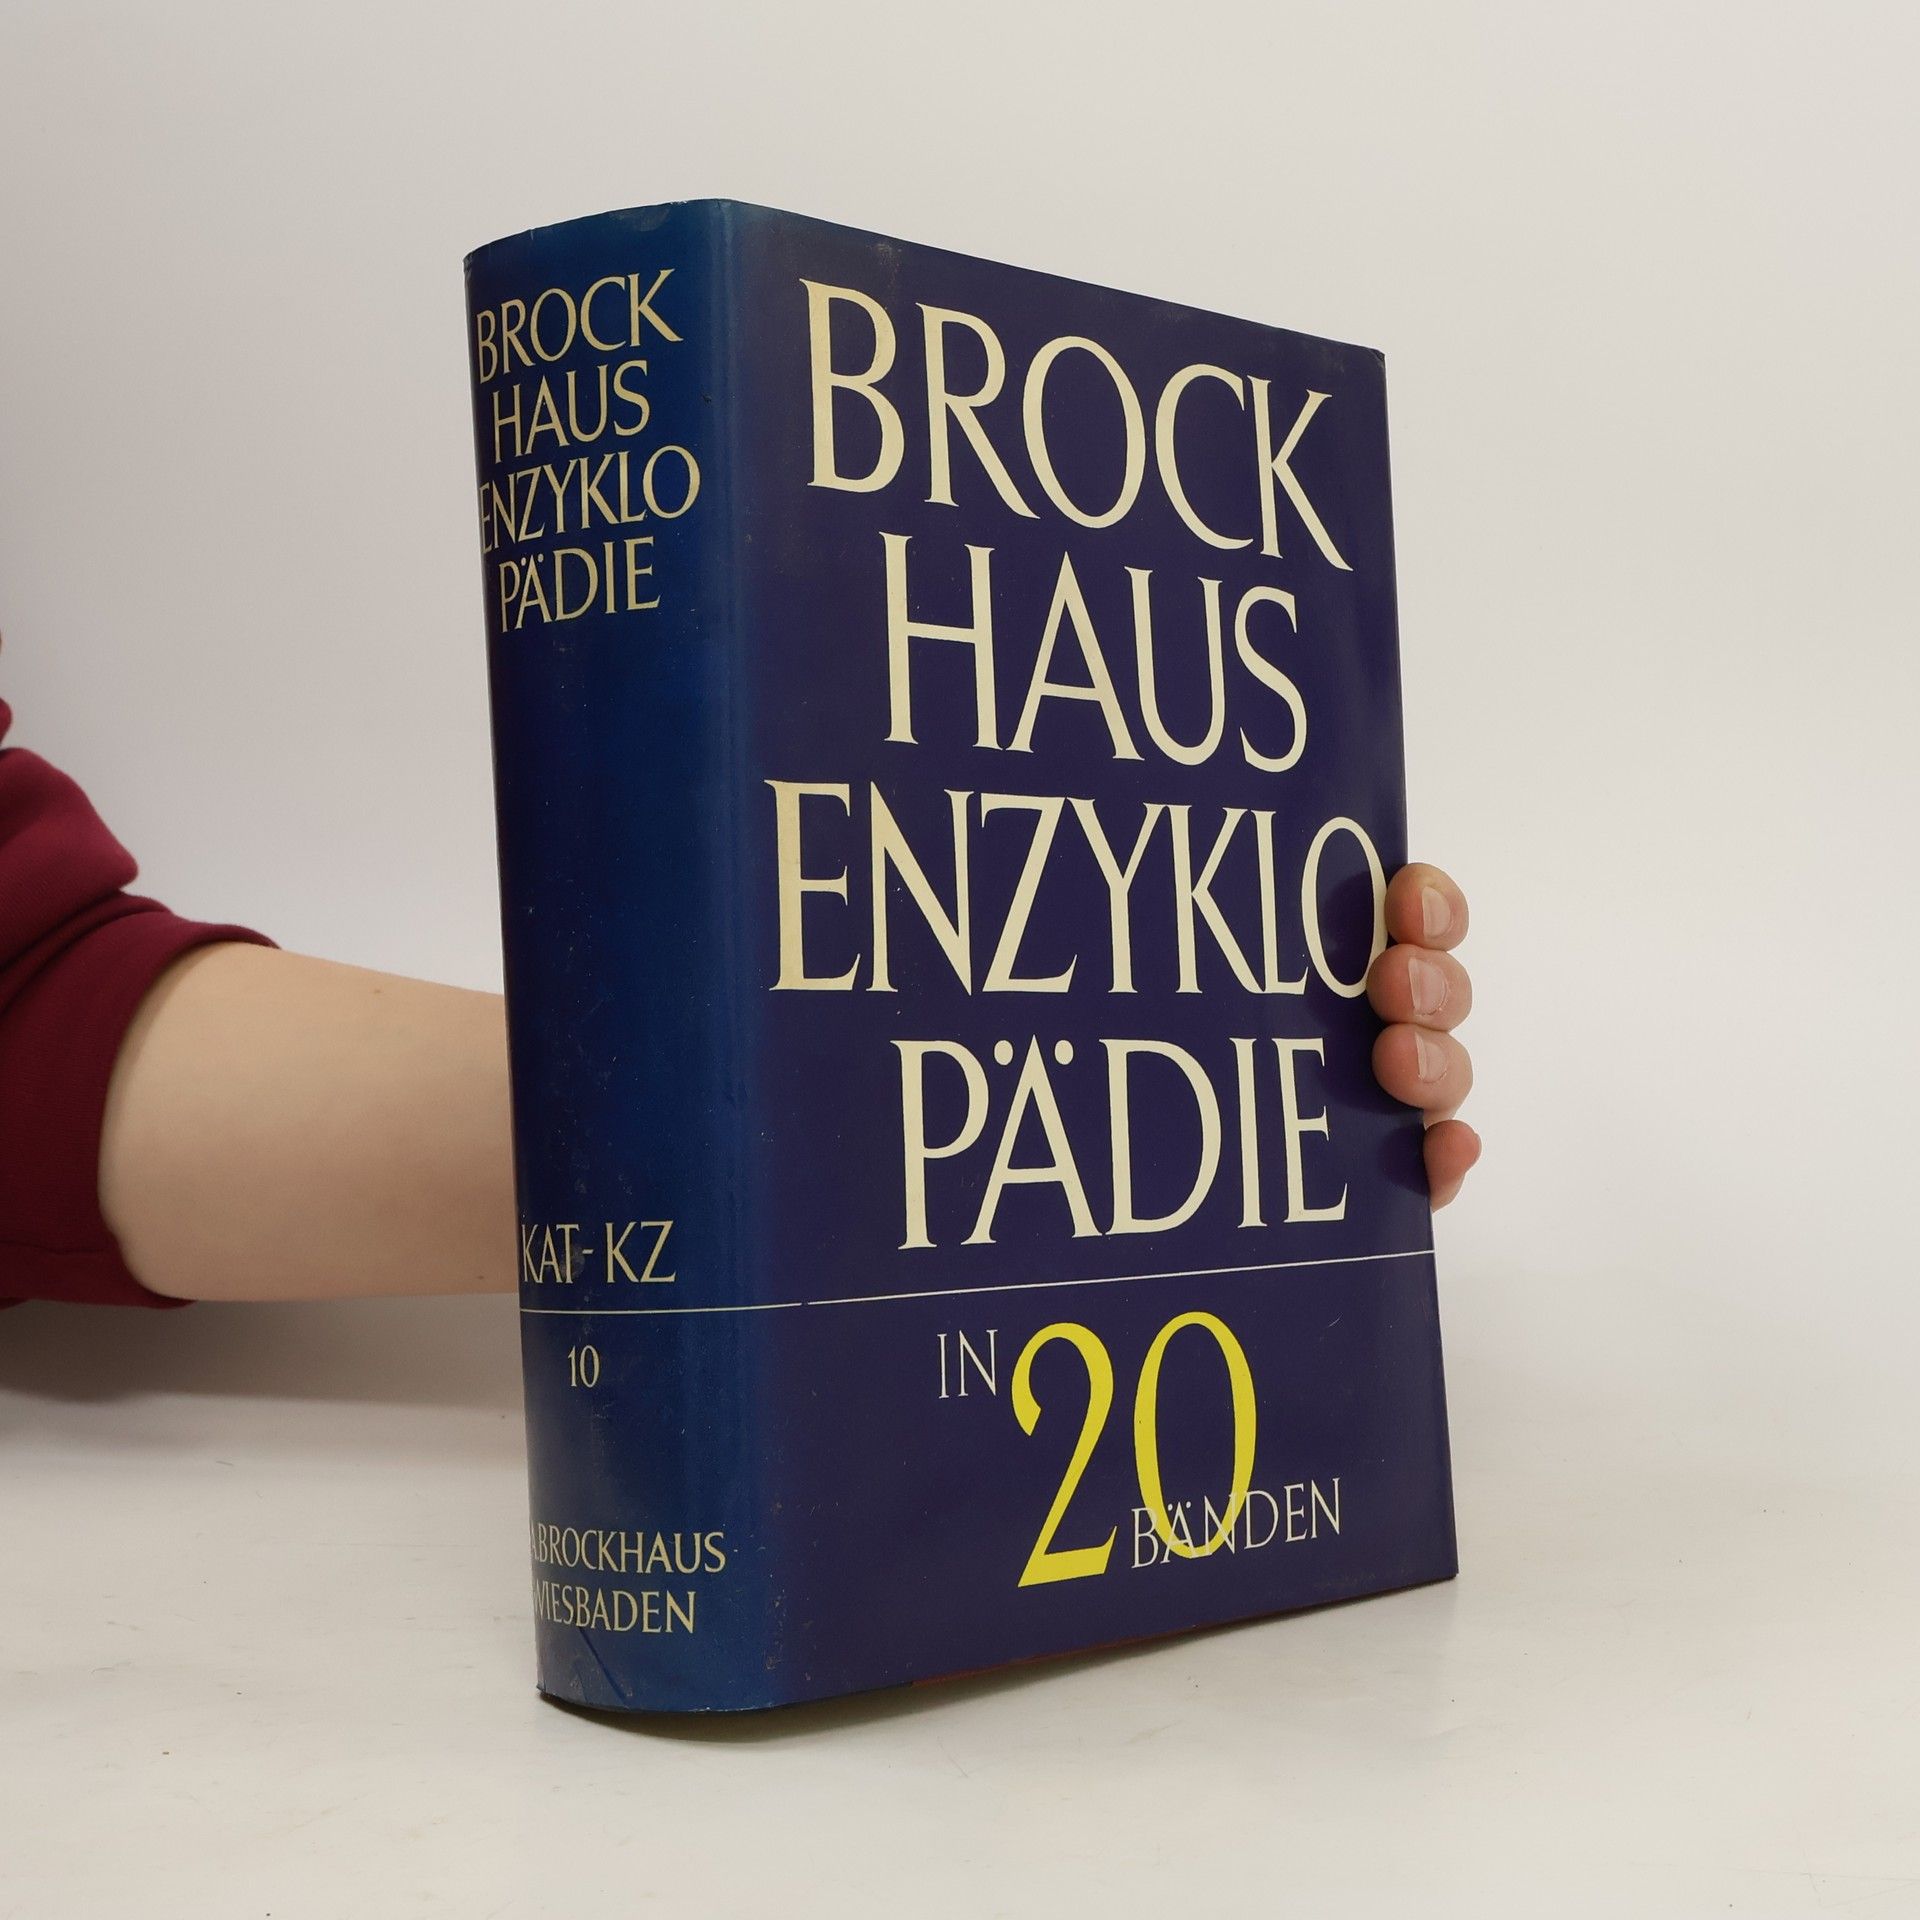 BROCK
HAUS
ENZYKLO
PÄDIE
KAT-KZ
10
A.BROCKHAUS
WIESBADEN
BROCK
HAUS
ENZYKLO
PÄDIE
IN 20
BÄNDEN